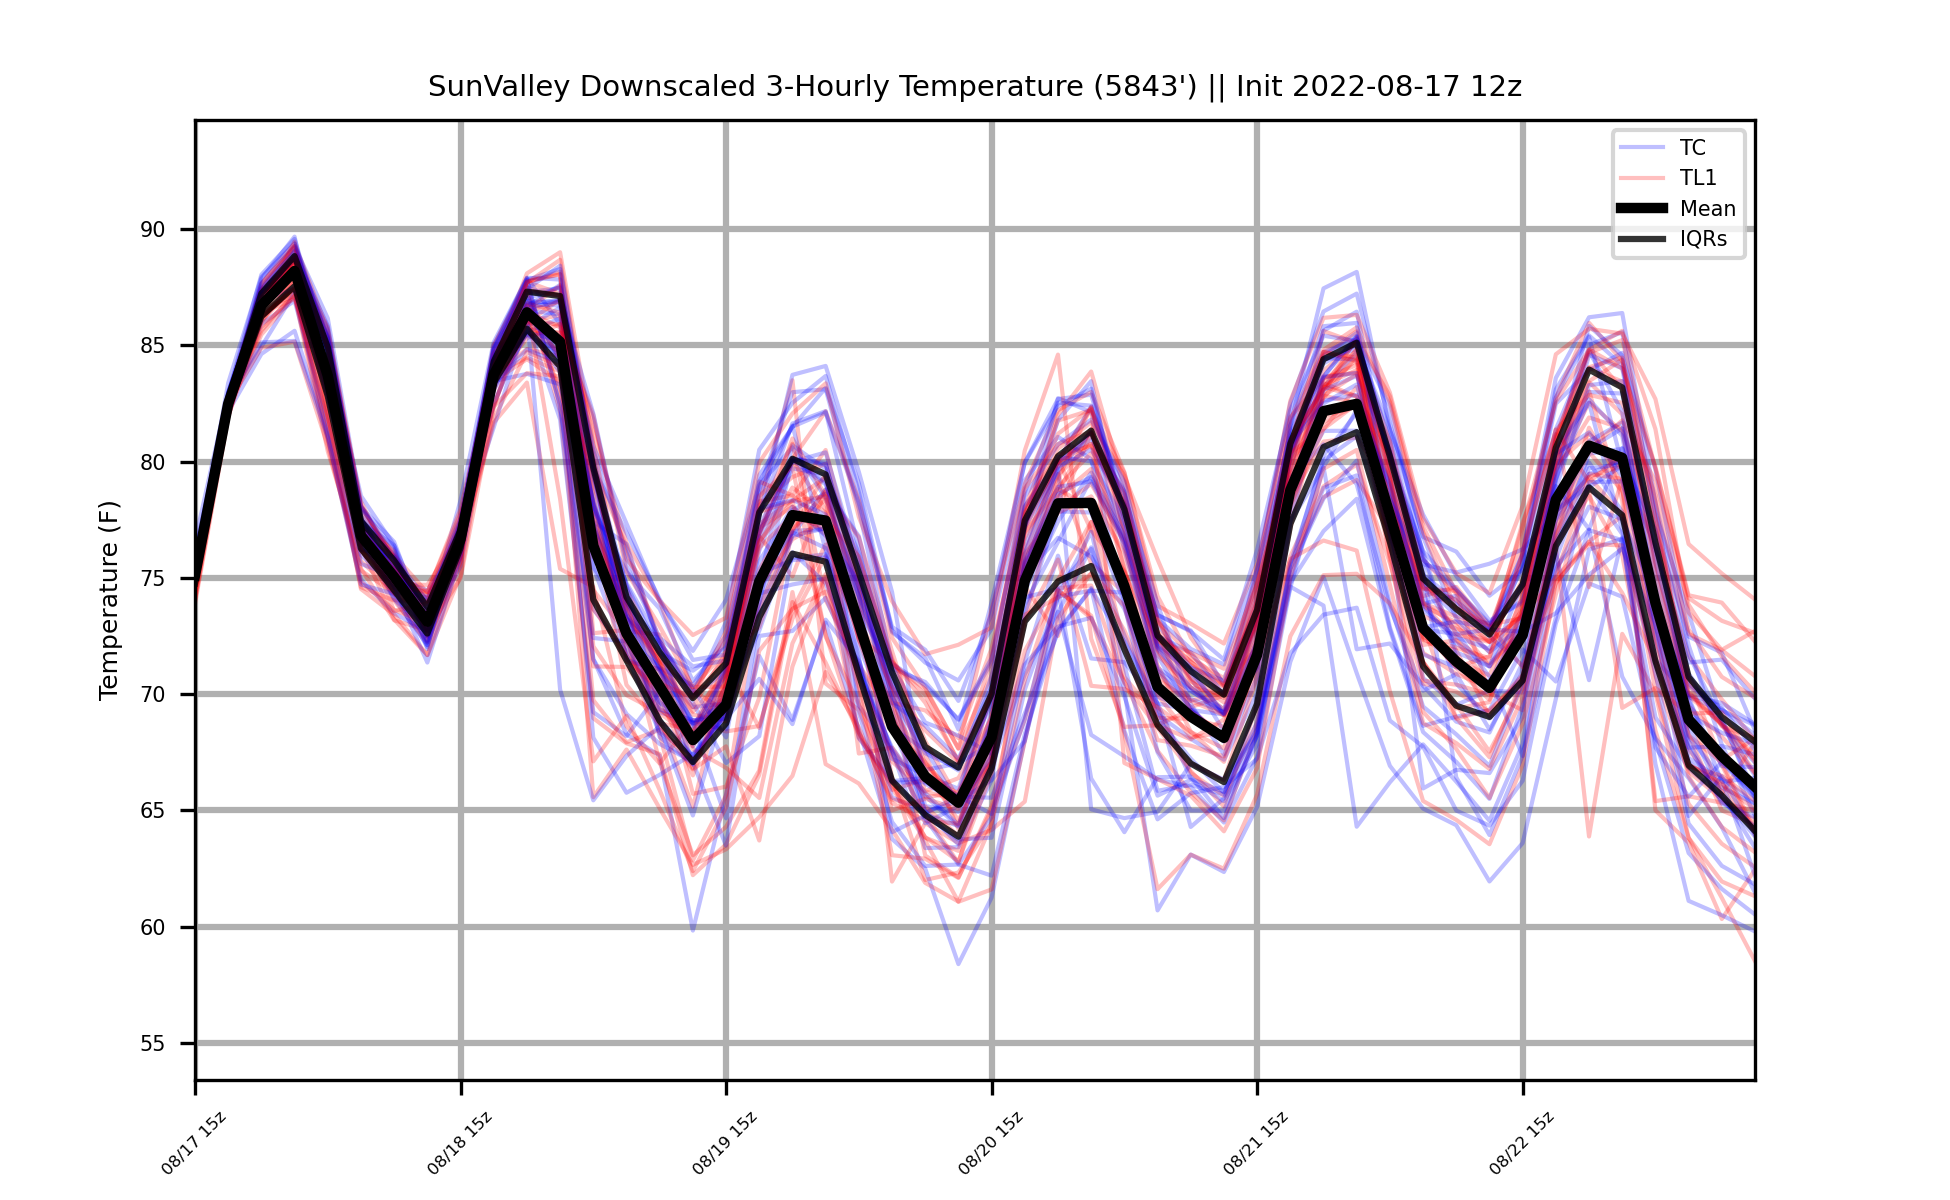 SunValley Downscaled 3-Hourly Temperature (5843') || Init 2022-08-17 12z
TC
TL1
Mean
IQRs
Temperature (F)
90
85
80
75
70
65
60
55
08/17 15z
08/18 15z
08/19 15z
08/20 15z
08/21 15z
08/22 15z